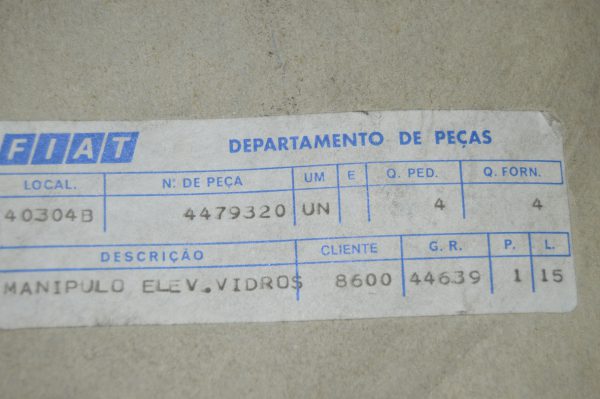 FIAT DEPARTAMENTO DE PEÇAS
LOCAL. N: DE PEÇA UM E Q. PED. Q. FORN.
40304B 4479320 UN 4 4
DESCRIÇÃO CLIENTE G. R. P. L.
MANIPULO ELEV.VIDROS 8600 44639 1 15